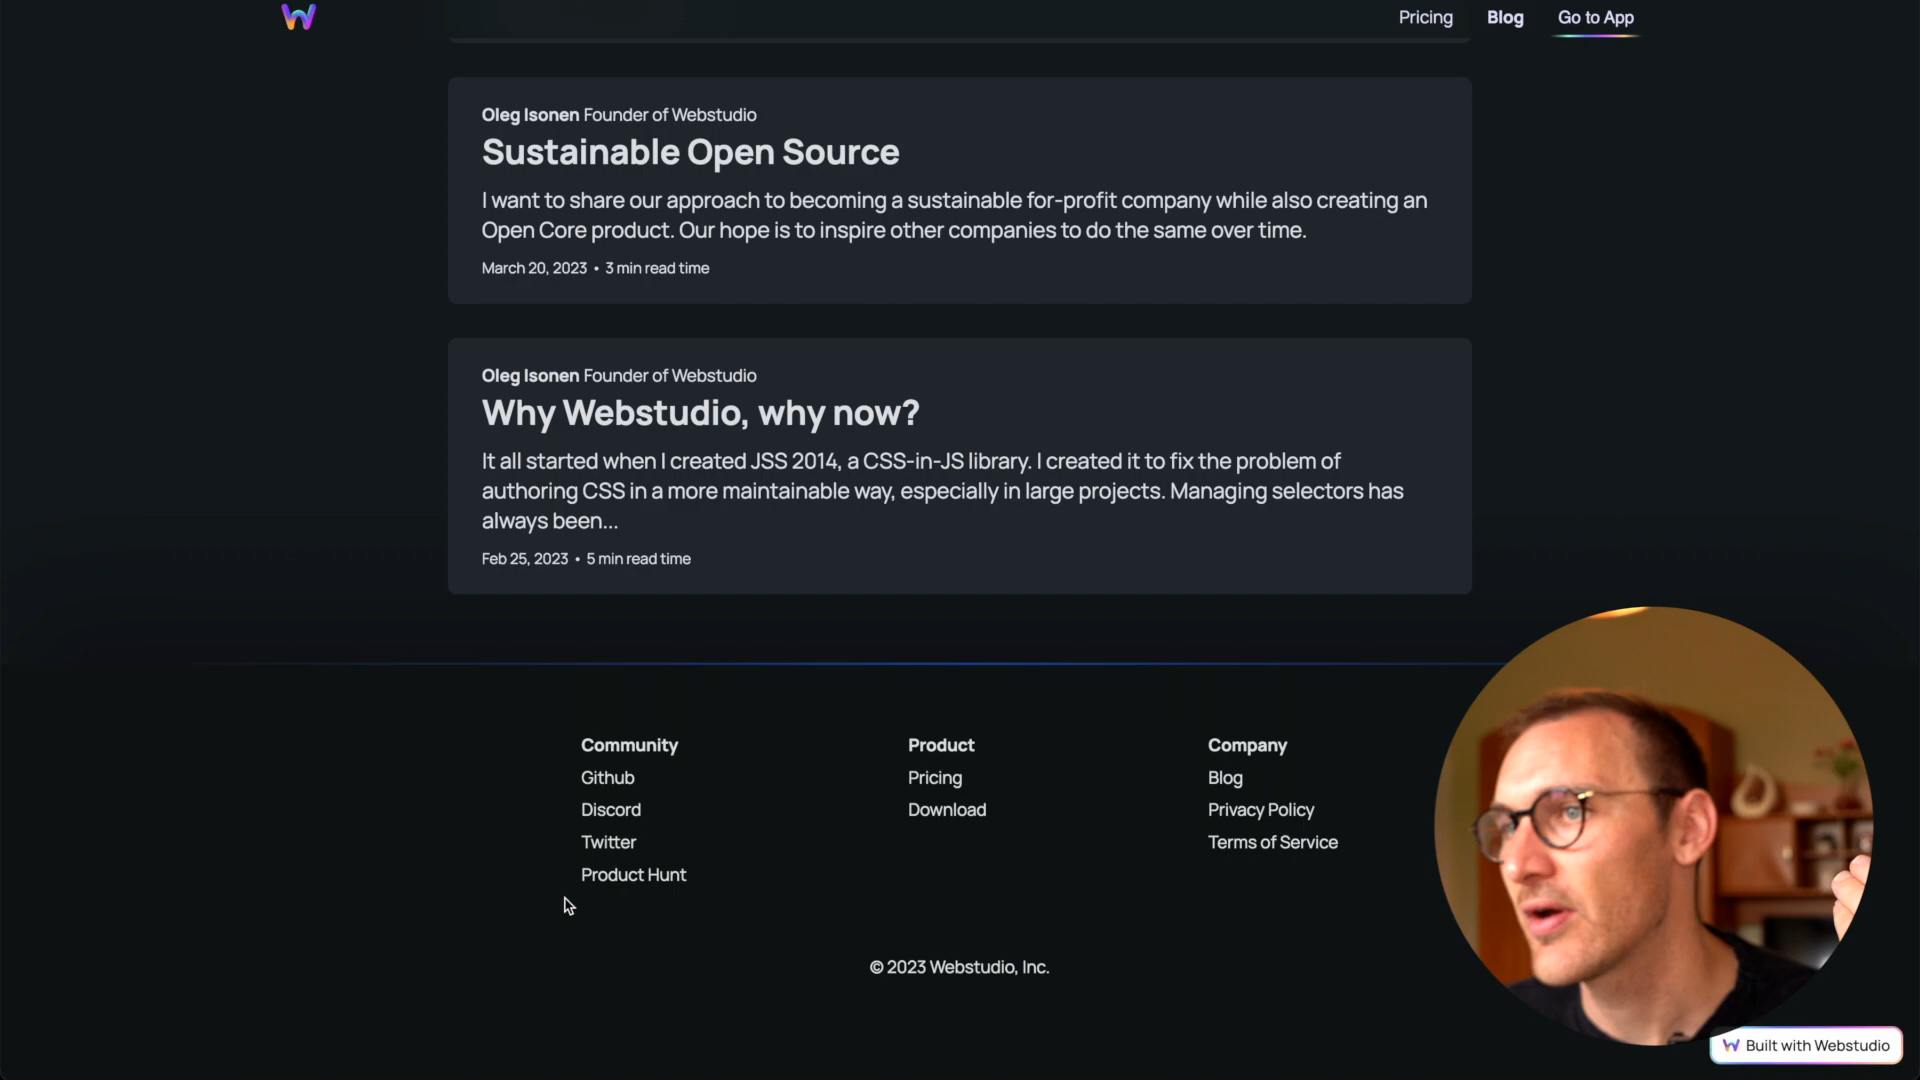 Pricing
Blog
Go to App
Oleg Isonen Founder of Webstudio
Sustainable Open Source
I want to share our approach to becoming a sustainable for-profit company while also creating an
Open Core product. Our hope is to inspire other companies to do the same over time.
March 20, 2023 • 3 min read time
Oleg Isonen Founder of Webstudio
Why Webstudio, why now?
It all started when I created JSS 2014, a CSS-in-JS library. I created it to fix the problem of
authoring CSS in a more maintainable way, especially in large projects. Managing selectors has
always been...
Feb 25, 2023 • 5 min read time
Community
Github
Discord
Twitter
Product Hunt
Product
Pricing
Download
Company
Blog
Privacy Policy
Terms of Service
© 2023 Webstudio, Inc.
Built with Webstudio